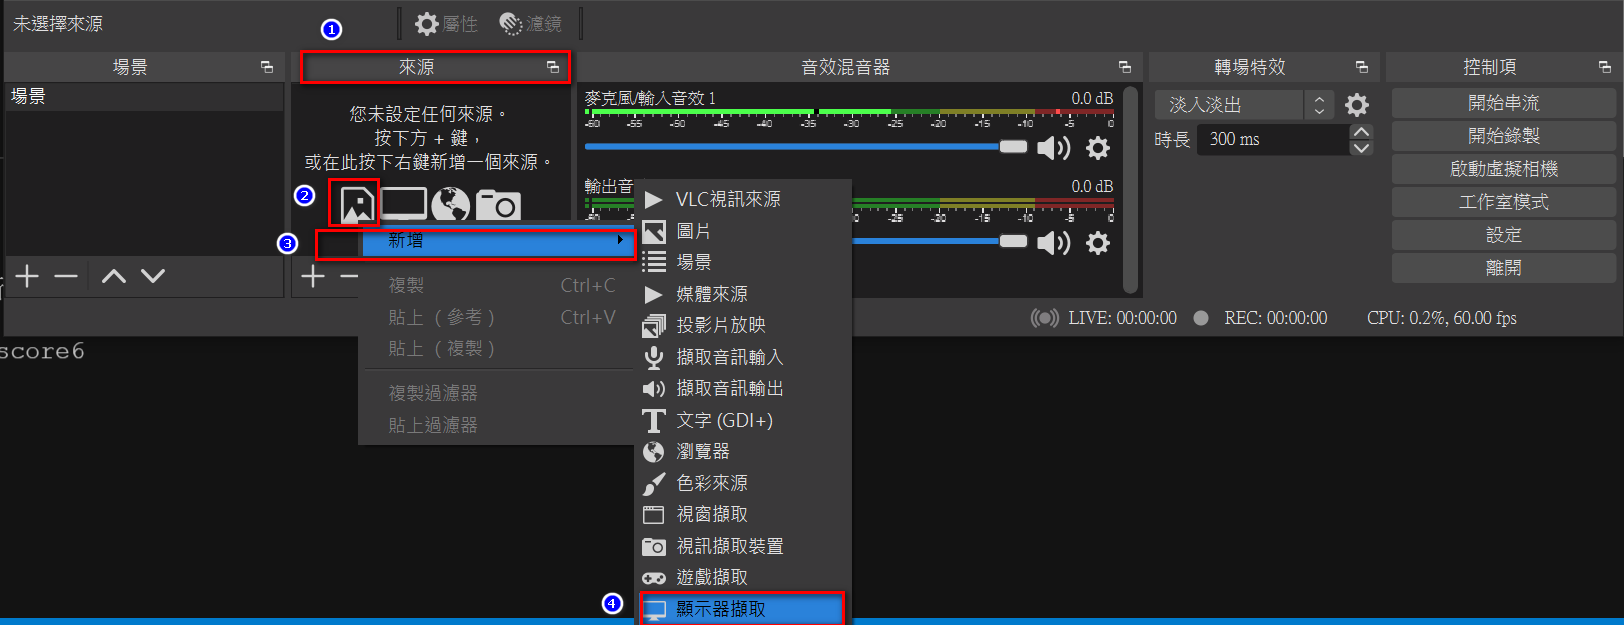 未選擇來源
1
屬性
濾鏡
場景
來源
音效混音器
轉場特效
控制項
場景
您未設定任何來源。
按下方 + 鍵，
或在此按下右鍵新增一個來源。
麥克風/輸入音效 1
0.0 dB
-60 -55 -50 -45 -40 -35 -30 -25 -20 -15 -10 -5 0
輸出音
0.0 dB
-25 -20 -15 -10 -5 0
淡入淡出
時長
300 ms
開始串流
開始錄製
啟動虛擬相機
工作室模式
設定
離開
2
3
新增
複製 Ctrl+C
貼上（參考） Ctrl+V
貼上（複製）
複製過濾器
貼上過濾器
VLC視訊來源
圖片
場景
媒體來源
投影片放映
擷取音訊輸入
擷取音訊輸出
文字 (GDI+)
瀏覽器
色彩來源
視窗擷取
視訊擷取裝置
遊戲擷取
4
顯示器擷取
LIVE: 00:00:00
REC: 00:00:00
CPU: 0.2%, 60.00 fps
score6